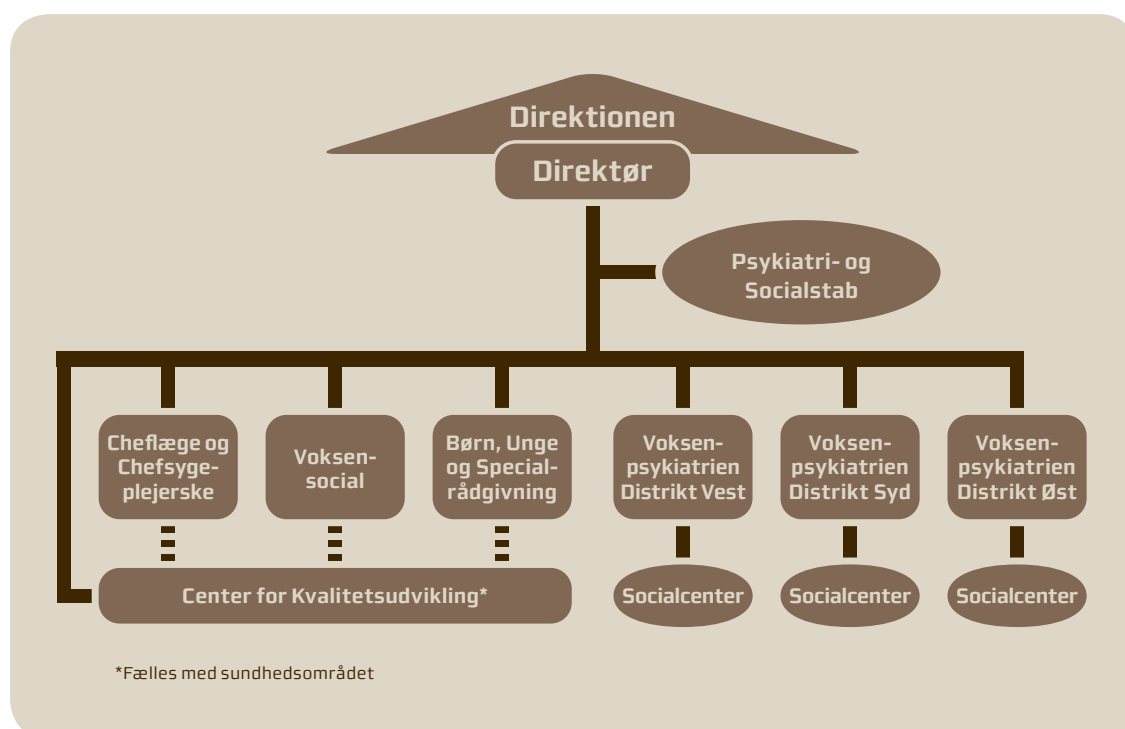 Direktionen
Direktør
Psykiatri- og
Socialstab
Cheflæge og
Chefsyge-
plejerske
Voksen-
social
Børn, Unge
og Special-
rådgivning
Voksen-
psykiatrien
Distrikt Vest
Voksen-
psykiatrien
Distrikt Syd
Voksen-
psykiatrien
Distrikt Øst
Center for Kvalitetsudvikling*
Socialcenter
Socialcenter
Socialcenter
*Fælles med sundhedsområdet